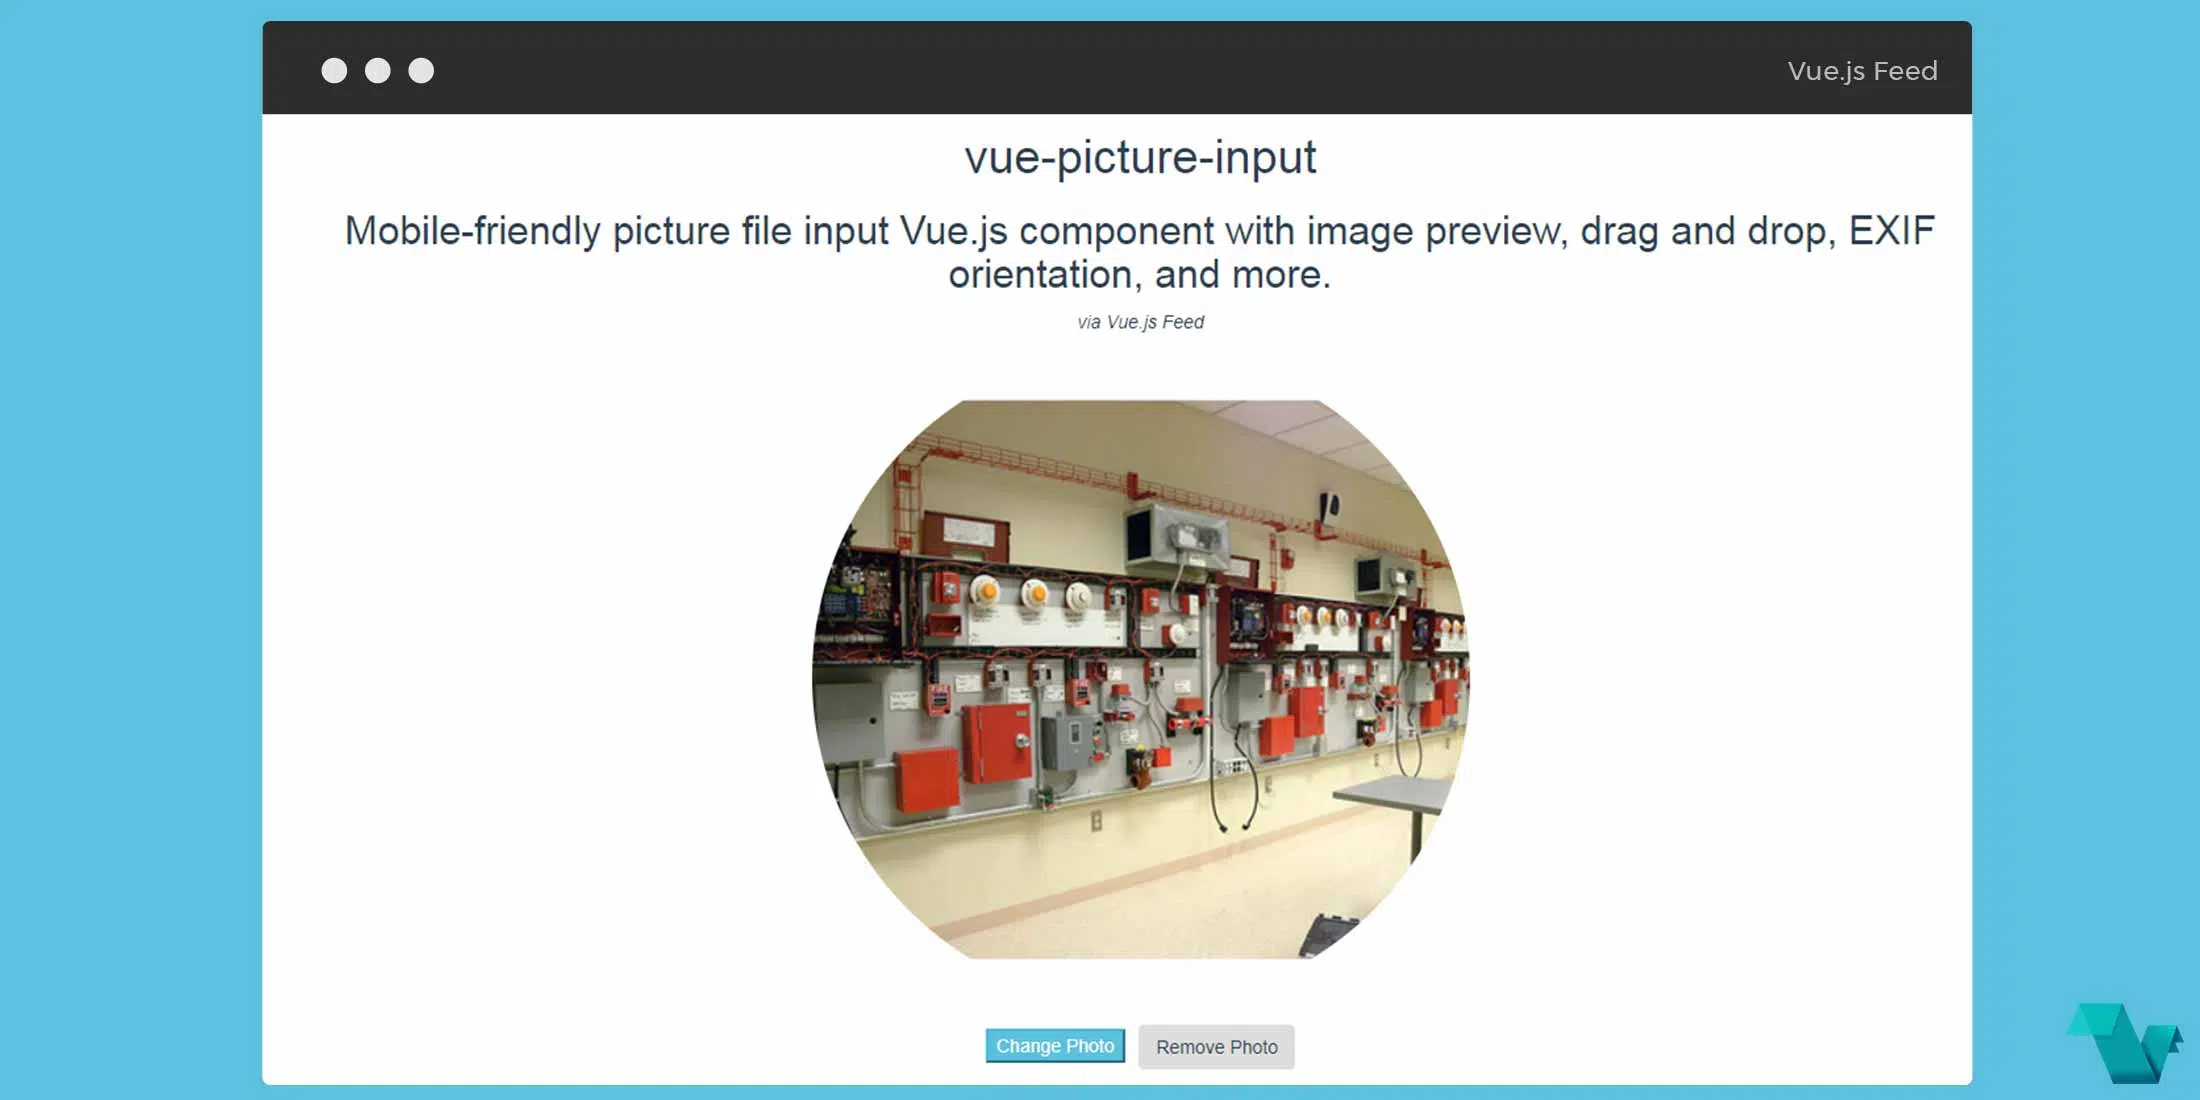 Vue.js Feed
vue-picture-input
Mobile-friendly picture file input Vue.js component with image preview, drag and drop, EXIF
orientation, and more.
via Vue.js Feed
FIRE
Change Photo
Remove Photo